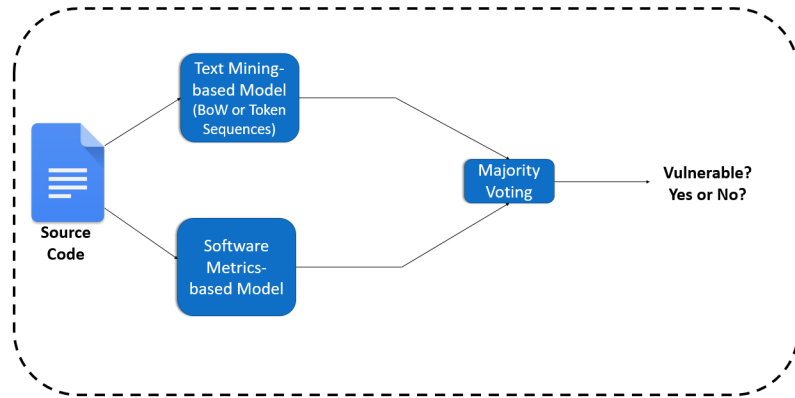 Text Mining-
based Model
(BoW or Token
Sequences)
Source
Code
Software
Metrics-
based Model
Majority
Voting
Vulnerable?
Yes or No?